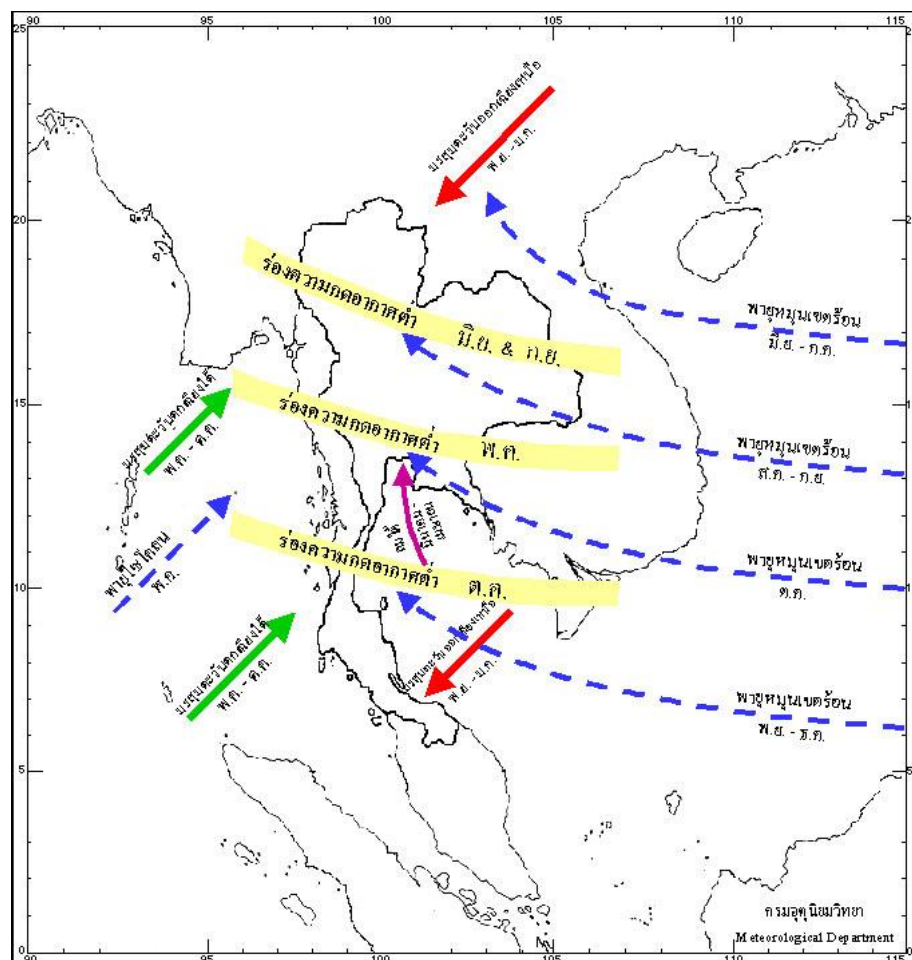 90 95 100 105 110 115
25 2
20
15
10
5
90 95 100 105 110 115
มรสุมตะวันออกเฉียงเหนือ
พ.ย. - ม.ค.
ร่องความกดอากาศต่ำ มิ.ย. & ก.ย.
พายุหมุนเขตร้อน
มิ.ย. - ก.ค.
มรสุมตะวันตกเฉียงใต้
พ.ค. - ต.ค.
ร่องความกดอากาศต่ำ พ.ค.
พายุหมุนเขตร้อน
ส.ค. - ก.ย.
พายุไซโคลน
พ.ค.
ร่องความกดอากาศต่ำ ต.ค.
พายุหมุนเขตร้อน
ต.ค.
มรสุมตะวันตกเฉียงใต้
พ.ค. - ต.ค.
มรสุมตะวันออกเฉียงเหนือ
พ.ย. - ม.ค.
พายุหมุนเขตร้อน
พ.ย. - ธ.ค.
กรมอุตุนิยมวิทยา
Meteorological Department